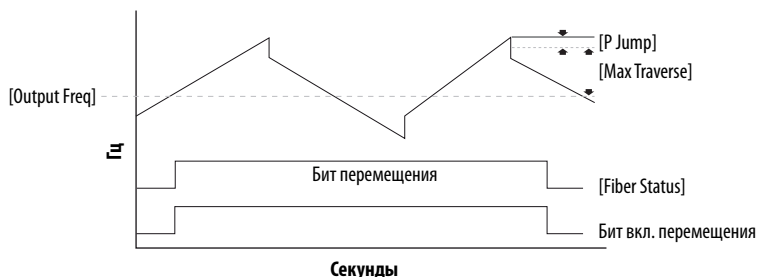 [P Jump]
[Max Traverse]
[Output Freq]
Гц
Бит перемещения
[Fiber Status]
Бит вкл. перемещения
Секунды